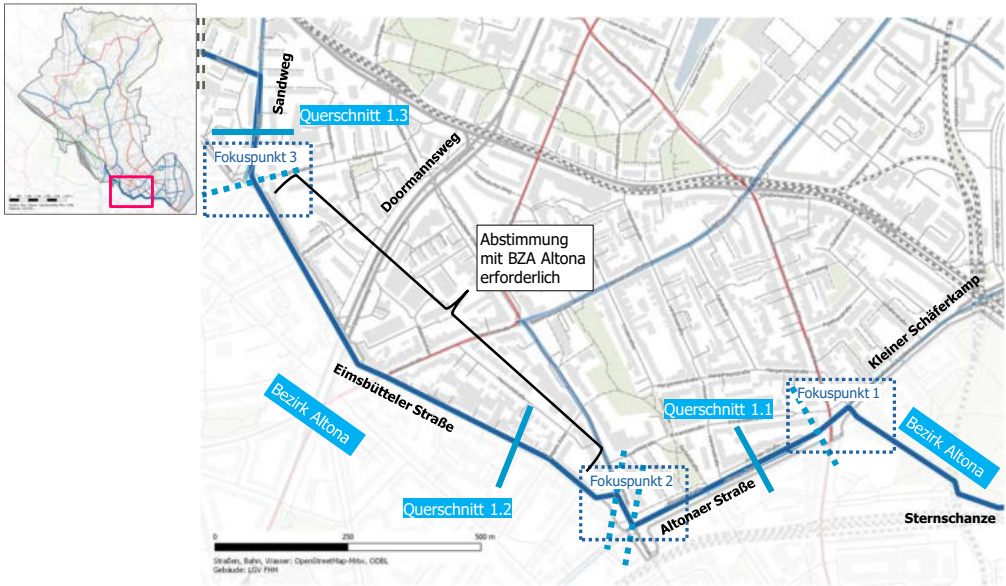 Sandweg
Querschnitt 1.3
Fokuspunkt 3
Doormannsweg
Abstimmung
mit BZA Altona
erforderlich
Kleiner Schäferkamp
Eimsbütteler Straße
Bezirk Altona
Querschnitt 1.1
Fokuspunkt 1
Bezirk Altona
Querschnitt 1.2
Fokuspunkt 2
Altonaer Straße
Sternschanze
0
250
500 m
Straßen, Bahn, Wasser: OpenStreetMap-Mitw., ODBL
Gebäude: LGV FHH